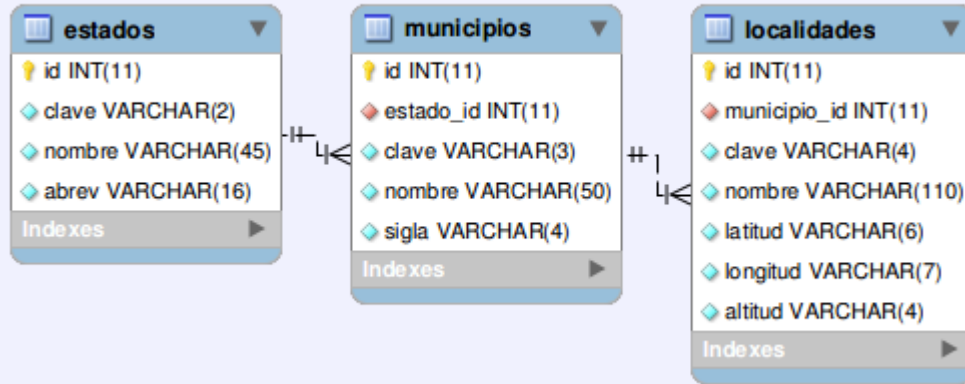 estados
id INT(11)
clave VARCHAR(2)
nombre VARCHAR(45)
abrev VARCHAR(16)
Indexes
municipios
id INT(11)
estado_id INT(11)
clave VARCHAR(3)
nombre VARCHAR(50)
sigla VARCHAR(4)
Indexes
localidades
id INT(11)
municipio_id INT(11)
clave VARCHAR(4)
nombre VARCHAR(110)
latitud VARCHAR(6)
longitud VARCHAR(7)
altitud VARCHAR(4)
Indexes